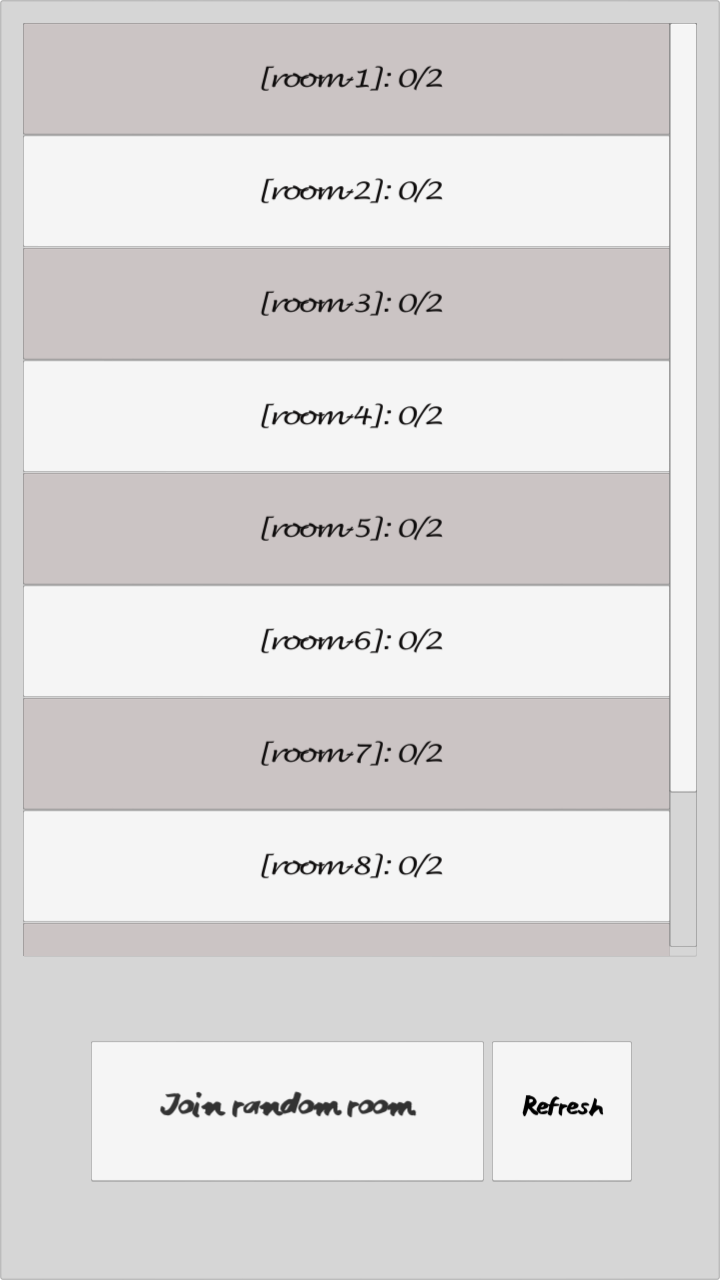 [room-1]: 0/2
[room-2]: 0/2
[room-3]: 0/2
[room-4]: 0/2
[room-5]: 0/2
[room-6]: 0/2
[room-7]: 0/2
[room-8]: 0/2
Join random room
Refresh